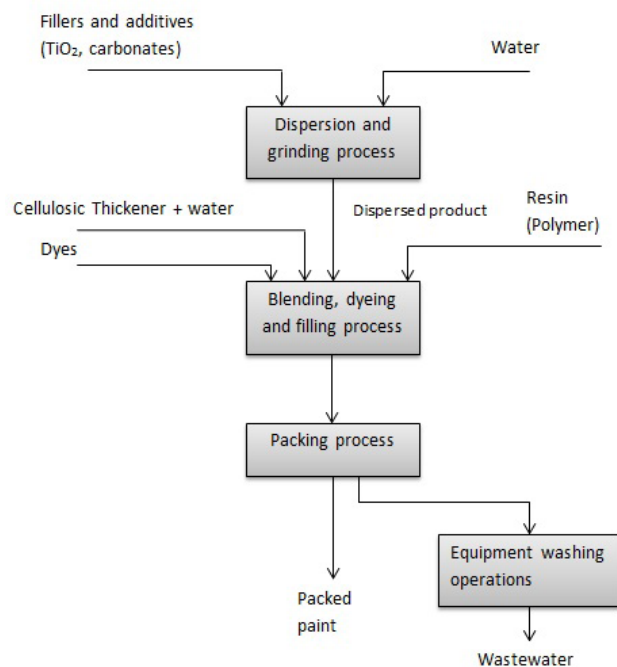 Fillers and additives
(TiO₂, carbonates)
Water
Dispersion and
grinding process
Cellulosic Thickener + water
Dispersed product
Resin
(Polymer)
Dyes
Blending, dyeing
and filling process
Packing process
Equipment washing
operations
Packed
paint
Wastewater